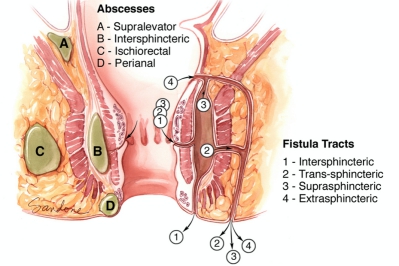 Abscesses
A - Supralevator
B - Intersphincteric
C - Ischiorectal
D - Perianal
A
B
C
D
4
3
3
2
1
2
Fistula Tracts
1 - Intersphincteric
2 - Trans-sphincteric
3 - Suprasphincteric
4 - Extrasphincteric
Sandone
1
2
4
3